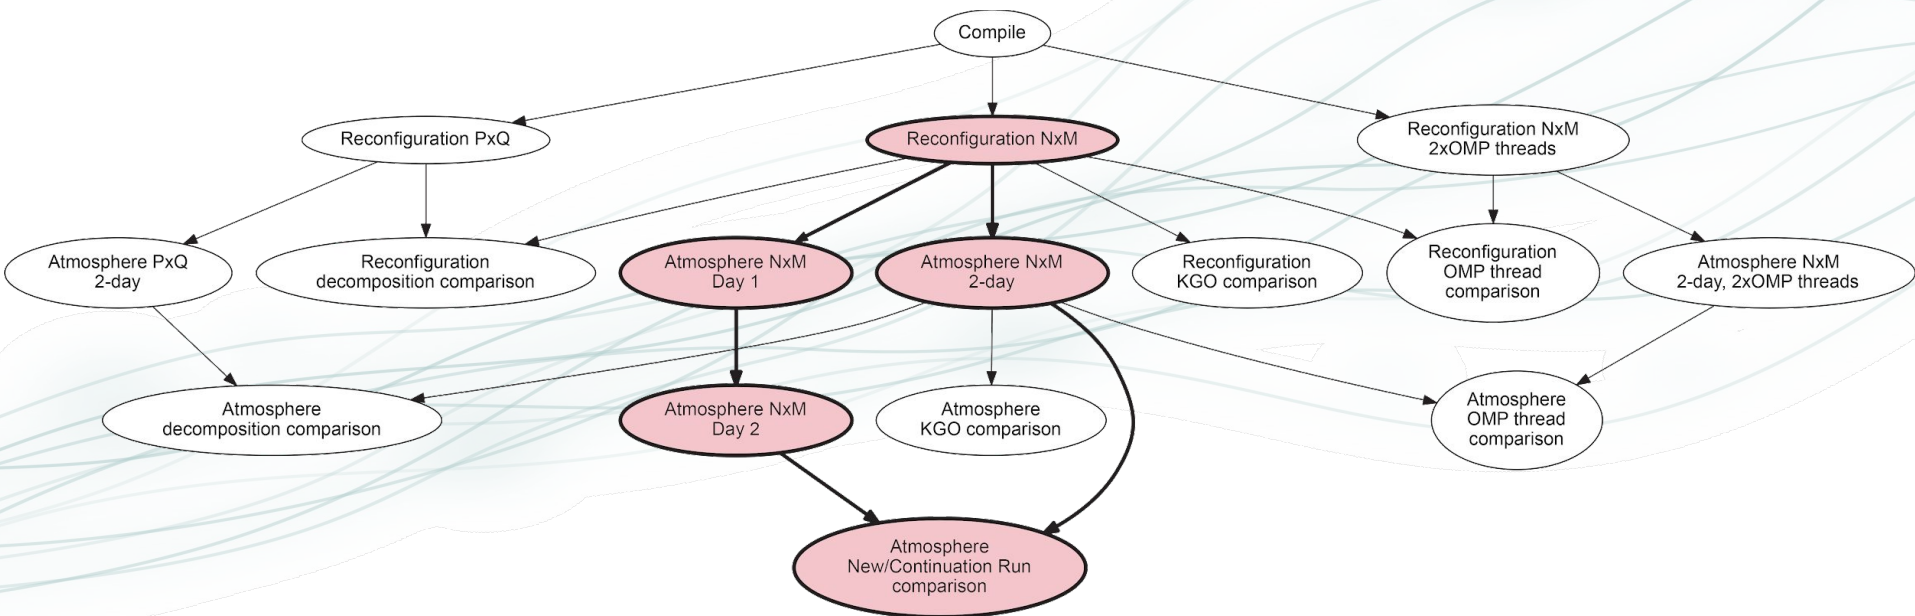 Compile
Reconfiguration PxQ
Reconfiguration NxM
Reconfiguration NxM
2xOMP threads
Atmosphere PxQ
2-day
Reconfiguration
decomposition comparison
Atmosphere NxM
Day 1
Atmosphere NxM
2-day
Reconfiguration
KGO comparison
Reconfiguration
OMP thread
comparison
Atmosphere NxM
2-day, 2xOMP threads
Atmosphere
decomposition comparison
Atmosphere NxM
Day 2
Atmosphere
KGO comparison
Atmosphere
OMP thread
comparison
Atmosphere
New/Continuation Run
comparison